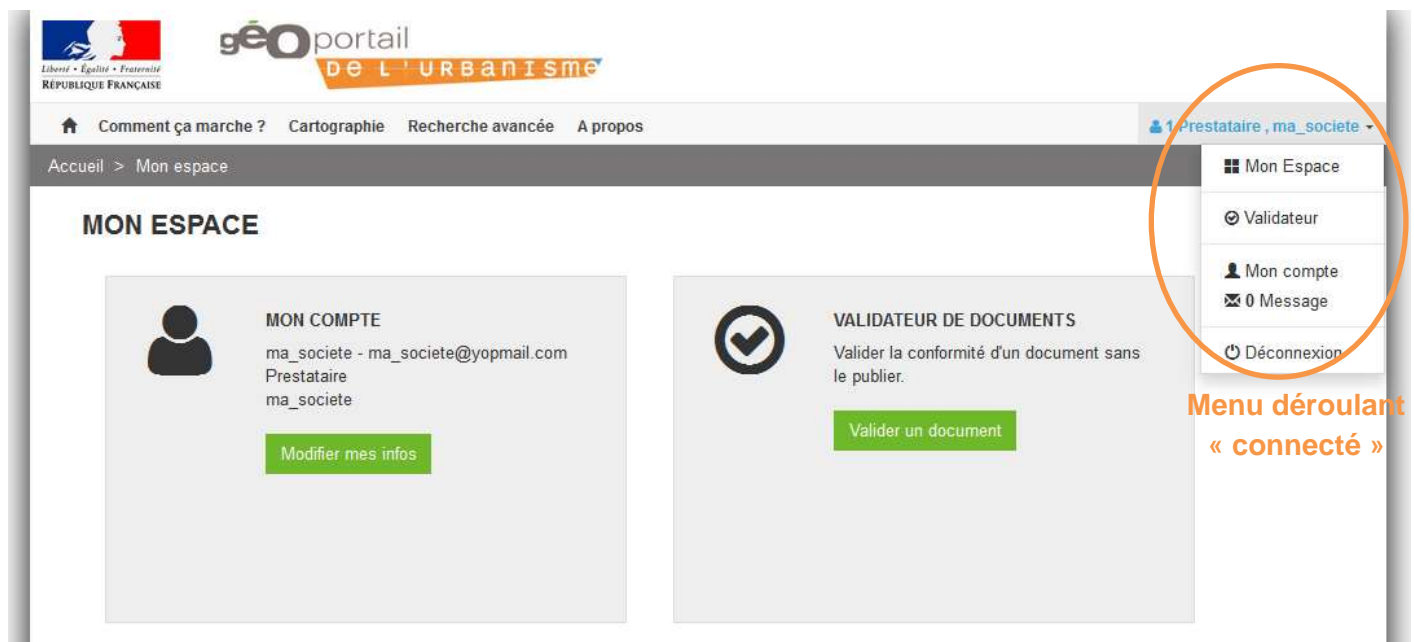 Liberté • Égalité • Fraternité
RÉPUBLIQUE FRANÇAISE
géoportail
DE L'URBANISME
Comment ça marche ? Cartographie Recherche avancée A propos
1 Prestataire , ma_societe
Accueil > Mon espace
Mon Espace
Validateur
Mon compte
0 Message
Déconnexion
Menu déroulant
« connecté »
MON ESPACE
MON COMPTE
ma_societe - ma_societe@yopmail.com
Prestataire
ma_societe
Modifier mes infos
VALIDATEUR DE DOCUMENTS
Valider la conformité d'un document sans
le publier.
Valider un document